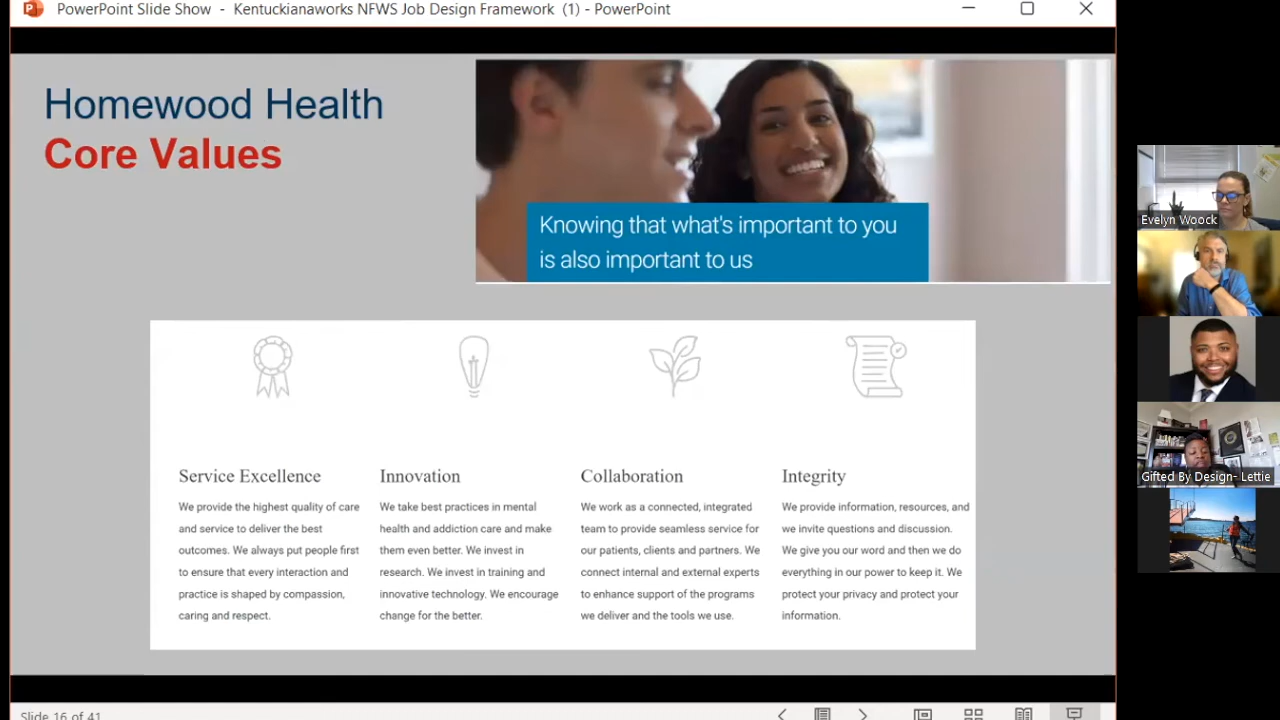 PowerPoint Slide Show - Kentuckianaworks NFWS Job Design Framework (1) - PowerPoint
Homewood Health
Core Values
Knowing that what's important to you
is also important to us
Service Excellence
We provide the highest quality of care
and service to deliver the best
outcomes. We always put people first
to ensure that every interaction and
practice is shaped by compassion,
caring and respect.
Innovation
We take best practices in mental
health and addiction care and make
them even better. We invest in
research. We invest in training and
innovative technology. We encourage
change for the better.
Collaboration
We work as a connected, integrated
team to provide seamless service for
our patients, clients and partners. We
connect internal and external experts
to enhance support of the programs
we deliver and the tools we use.
Integrity
We provide information, resources, and
we invite questions and discussion.
We give you our word and then we do
everything in our power to keep it. We
protect your privacy and protect your
information.
Evelyn Woock
Gifted By Design- Lettie
Slide 16 of 41